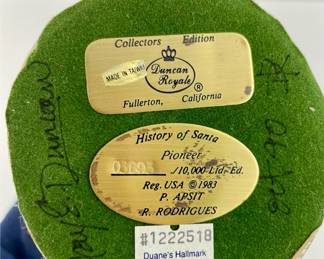 Collectors Edition
MADE IN TAIWAN
Duncan
Royale
®
Fullerton, California
E. Duncan
History of Santa
Pioneer
/10,000 Ltd. Ed.
Reg. USA © 1983
P. APSIT
R. RODRIGUES
#1222518
Duane's Hallmark